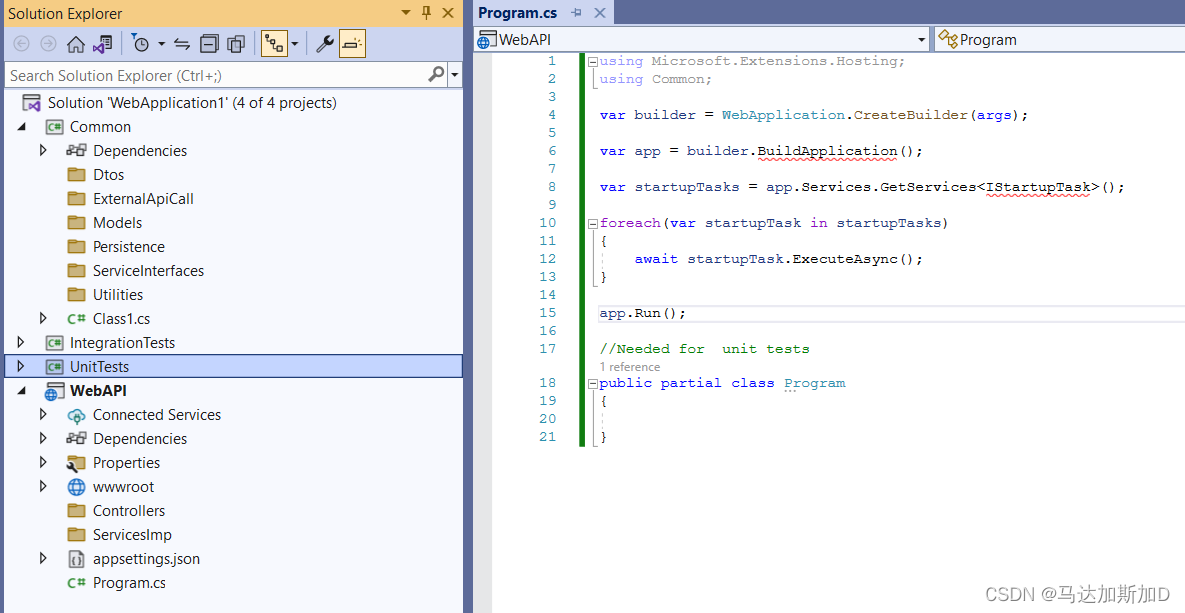 Solution Explorer
Search Solution Explorer (Ctrl+;)
Solution 'WebApplication1' (4 of 4 projects)
C# Common
Dependencies
Dtos
ExternalApiCall
Models
Persistence
ServiceInterfaces
Utilities
C# Class1.cs
C# IntegrationTests
C# UnitTests
WebAPI
Connected Services
Dependencies
Properties
wwwroot
Controllers
ServicesImp
appsettings.json
C# Program.cs
Program.cs
WebAPI
Program
1 using Microsoft.Extensions.Hosting;
2 using Common;
3
4 var builder = WebApplication.CreateBuilder(args);
5
6 var app = builder.BuildApplication();
7
8 var startupTasks = app.Services.GetServices<IStartupTask>();
9
10 foreach(var startupTask in startupTasks)
11 {
12 await startupTask.ExecuteAsync();
13 }
14
15 app.Run();
16
17 //Needed for  unit tests
1 reference
18 public partial class Program
19 {
20
21 }
CSDN @马达加斯加D